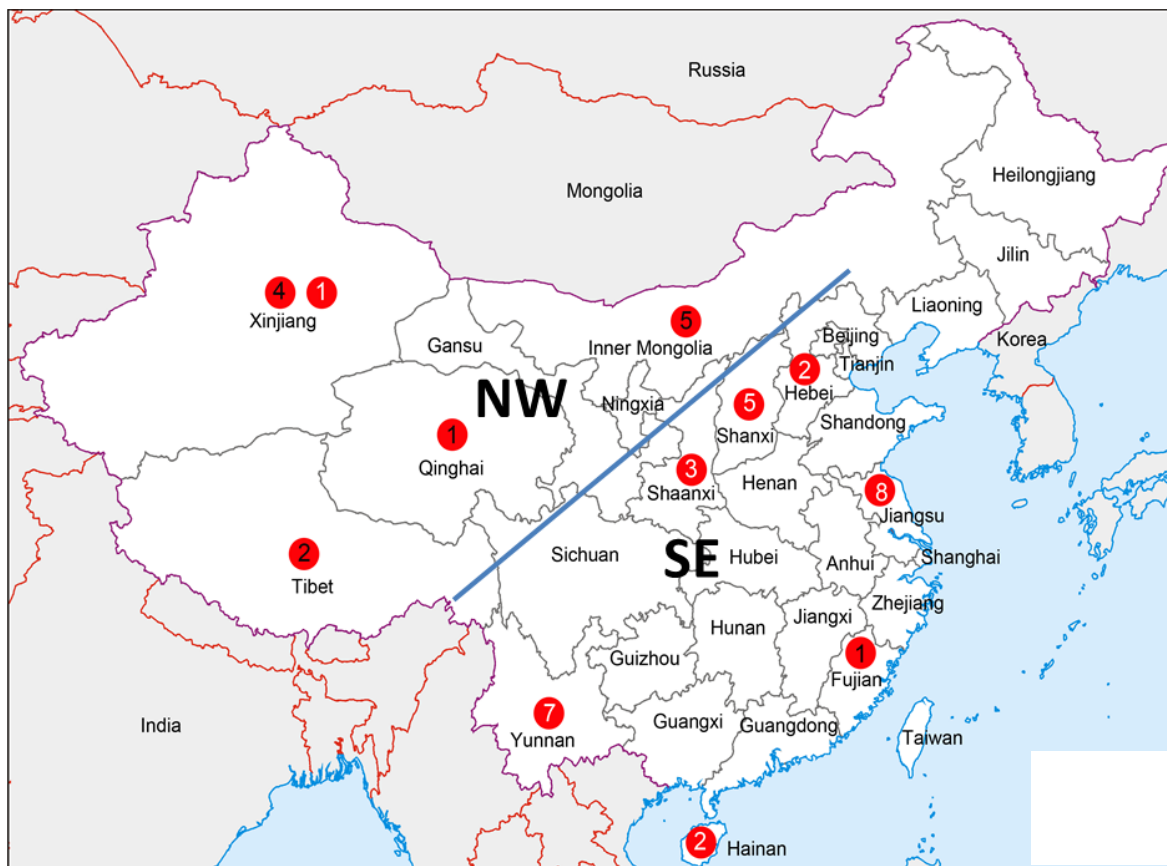 Russia
Heilongjiang
Mongolia
Jilin
4 1
Xinjiang
Liaoning
5
Inner Mongolia
Beijing
Korea
Gansu
Tianjin
2
Hebei
NW
Ningxia
5
Shanxi
Shandong
1
Qinghai
3
Shaanxi
Henan
8
Jiangsu
2
Tibet
Sichuan
SE
Hubei
Anhui
Shanghai
Zhejiang
Hunan
Jiangxi
Guizhou
1
Fujian
India
7
Yunnan
Guangxi
Guangdong
Taiwan
2
Hainan